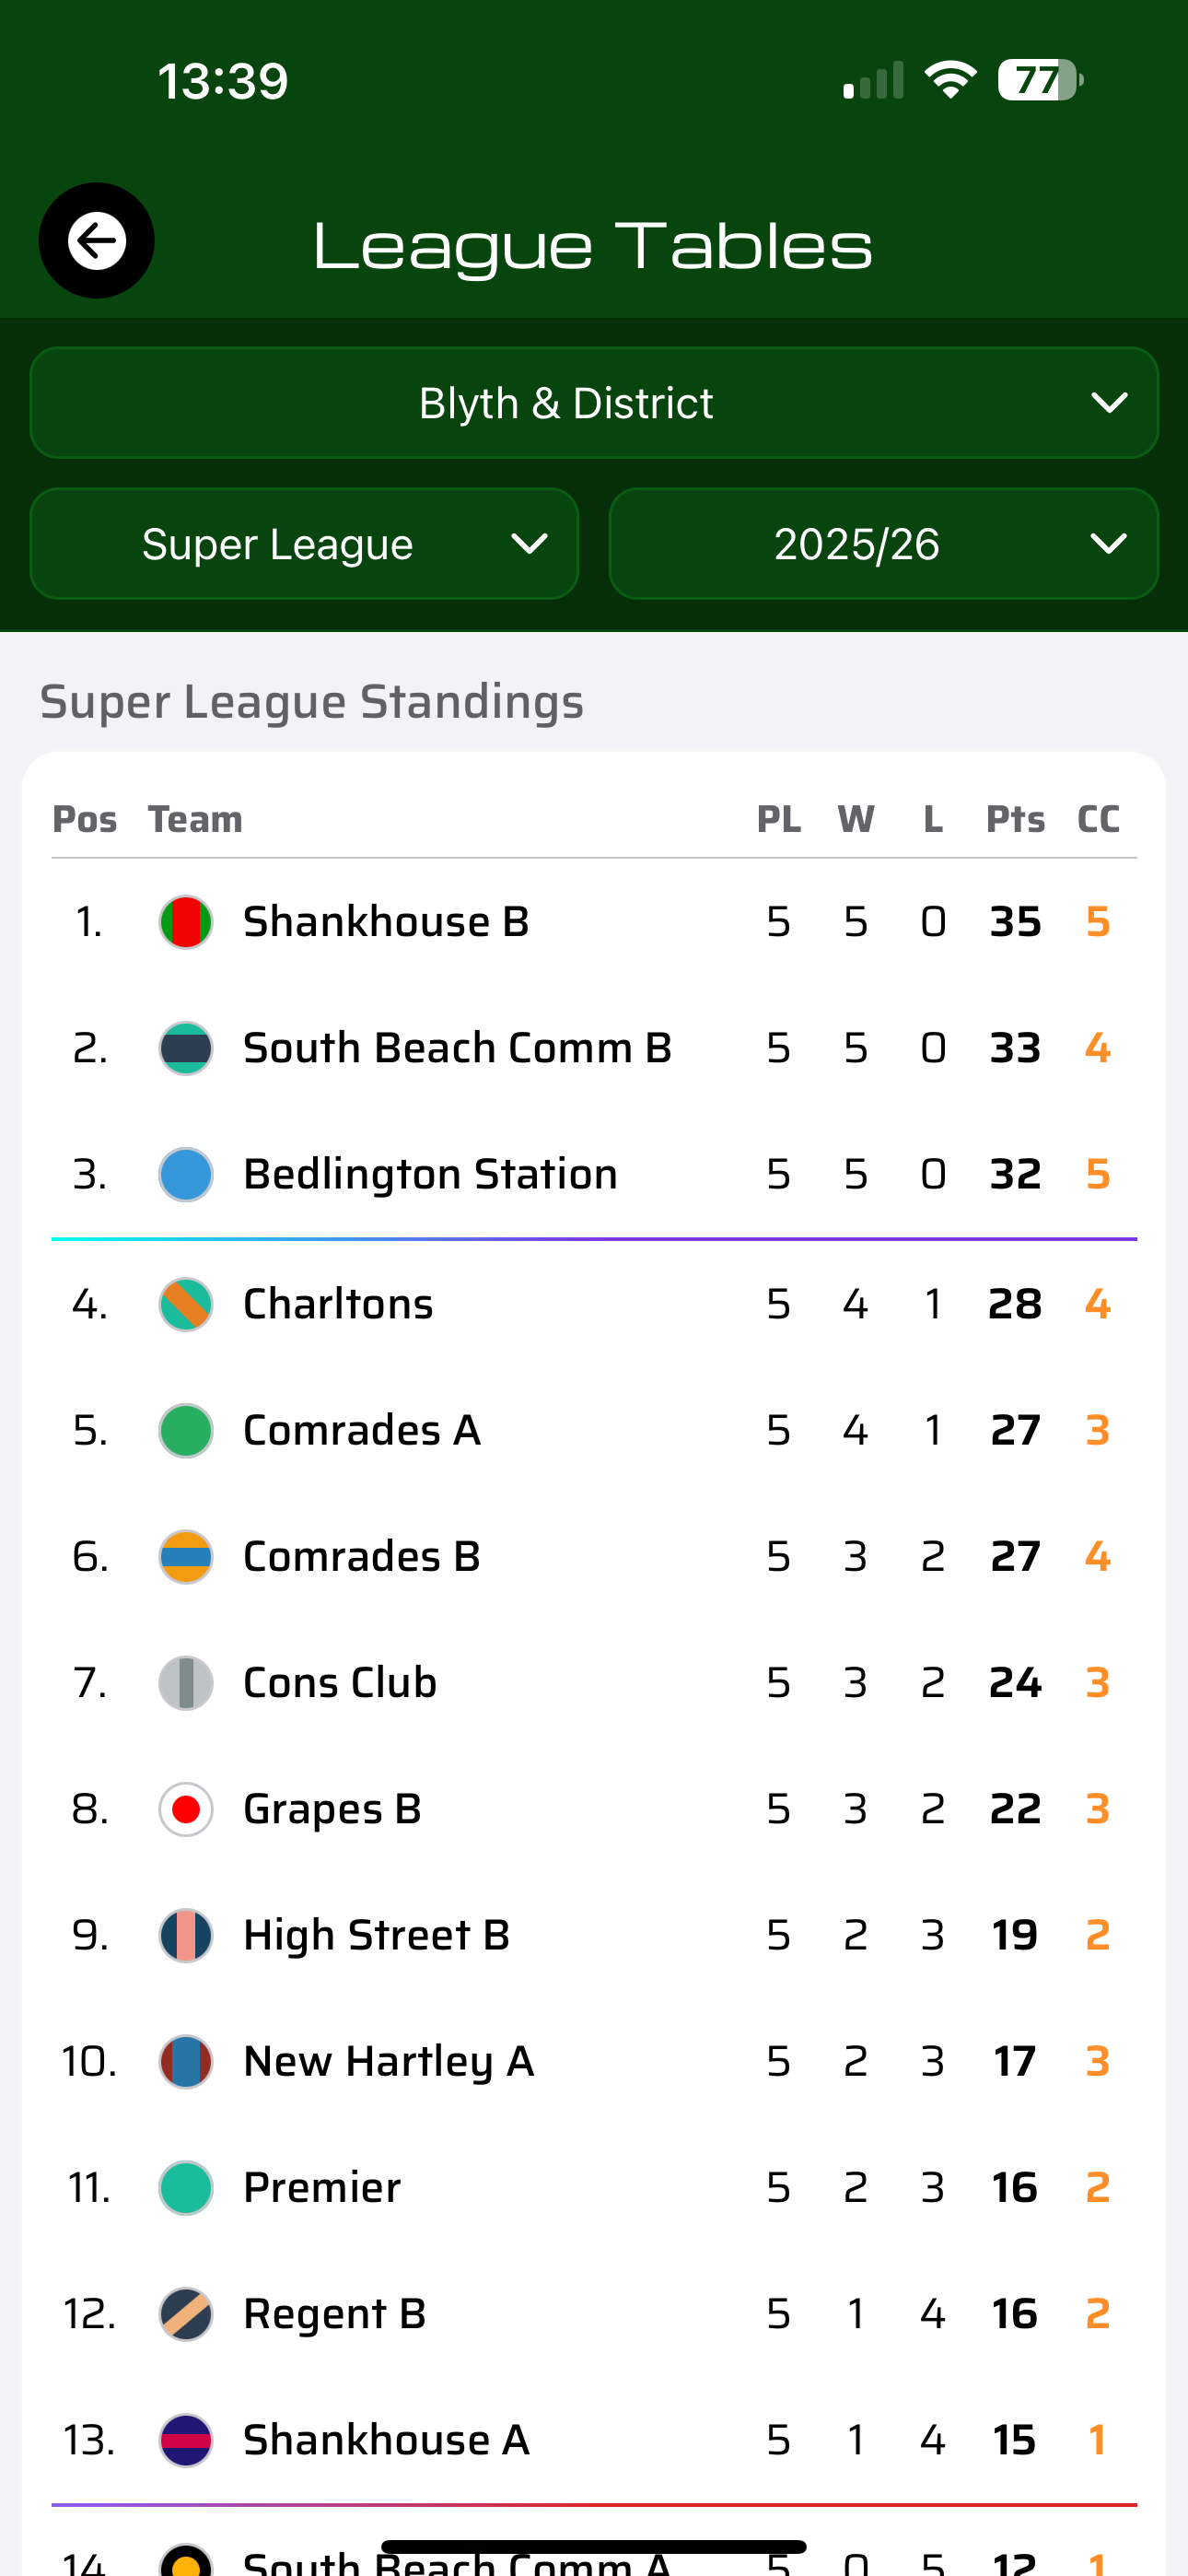 13:39
77
League Tables
Blyth & District
Super League 2025/26
Super League Standings
Pos Team PL W L Pts CC
1. Shankhouse B 5 5 0 35 5
2. South Beach Comm B 5 5 0 33 4
3. Bedlington Station 5 5 0 32 5
4. Charltons 5 4 1 28 4
5. Comrades A 5 4 1 27 3
6. Comrades B 5 3 2 27 4
7. Cons Club 5 3 2 24 3
8. Grapes B 5 3 2 22 3
9. High Street B 5 2 3 19 2
10. New Hartley A 5 2 3 17 3
11. Premier 5 2 3 16 2
12. Regent B 5 1 4 16 2
13. Shankhouse A 5 1 4 15 1
14. South Beach Comm A 5 0 5 12 1